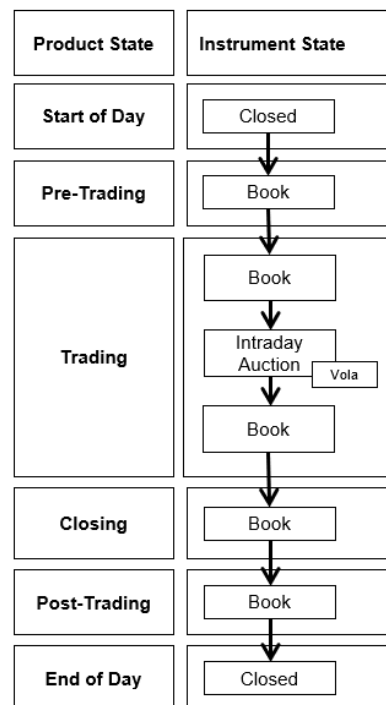 Product State
Instrument State
Start of Day
Closed
Pre-Trading
Book
Trading
Book
Intraday
Auction
Vola
Book
Closing
Book
Post-Trading
Book
End of Day
Closed